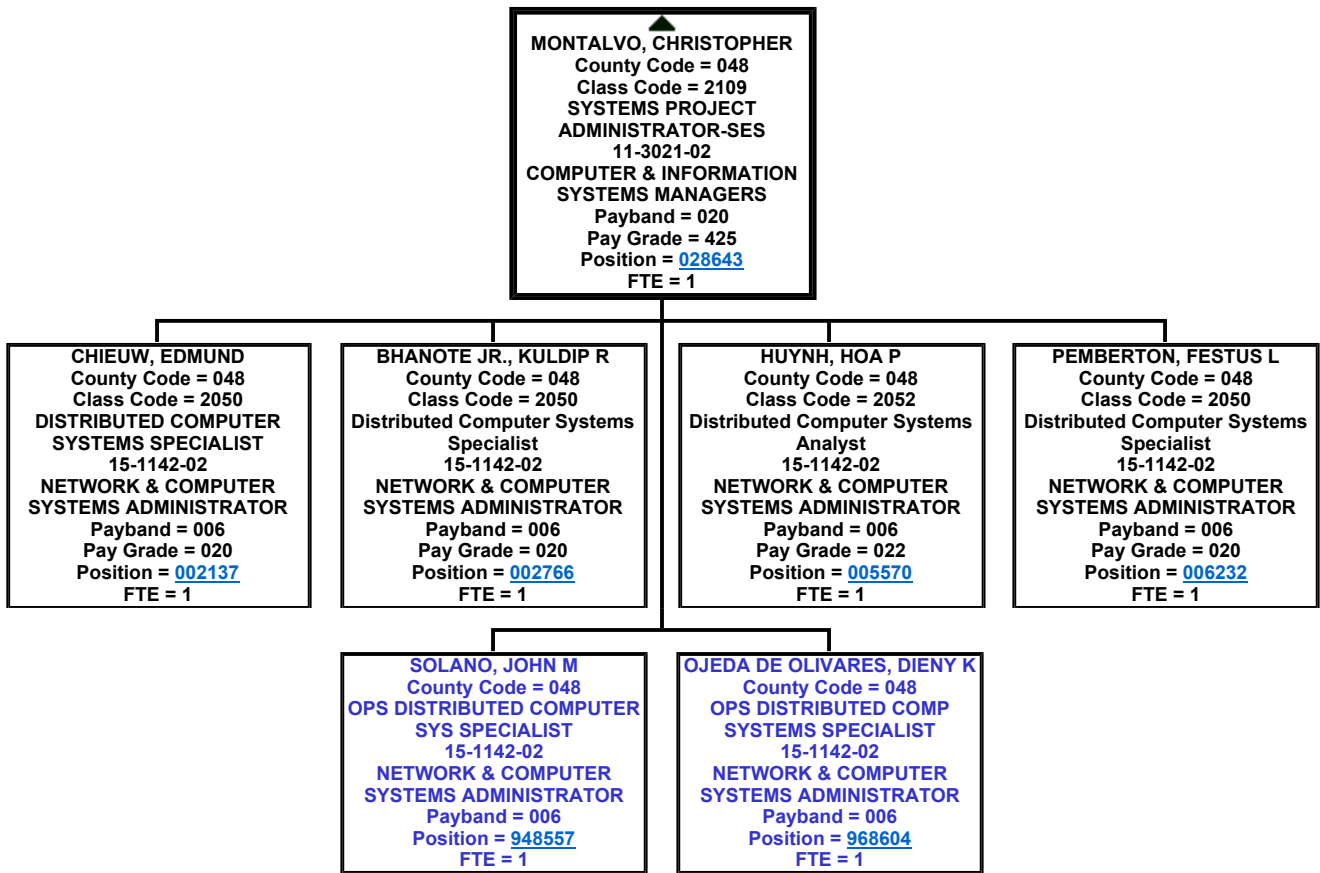 MONTALVO, CHRISTOPHER
County Code = 048
Class Code = 2109
SYSTEMS PROJECT
ADMINISTRATOR-SES
11-3021-02
COMPUTER & INFORMATION
SYSTEMS MANAGERS
Payband = 020
Pay Grade = 425
Position = 028643
FTE = 1
CHIEUW, EDMUND
County Code = 048
Class Code = 2050
DISTRIBUTED COMPUTER
SYSTEMS SPECIALIST
15-1142-02
NETWORK & COMPUTER
SYSTEMS ADMINISTRATOR
Payband = 006
Pay Grade = 020
Position = 002137
FTE = 1
BHANOTE JR., KULDIP R
County Code = 048
Class Code = 2050
Distributed Computer Systems
Specialist
15-1142-02
NETWORK & COMPUTER
SYSTEMS ADMINISTRATOR
Payband = 006
Pay Grade = 020
Position = 002766
FTE = 1
HUYNH, HOA P
County Code = 048
Class Code = 2052
Distributed Computer Systems
Analyst
15-1142-02
NETWORK & COMPUTER
SYSTEMS ADMINISTRATOR
Payband = 006
Pay Grade = 022
Position = 005570
FTE = 1
PEMBERTON, FESTUS L
County Code = 048
Class Code = 2050
Distributed Computer Systems
Specialist
15-1142-02
NETWORK & COMPUTER
SYSTEMS ADMINISTRATOR
Payband = 006
Pay Grade = 020
Position = 006232
FTE = 1
SOLANO, JOHN M
County Code = 048
OPS DISTRIBUTED COMPUTER
SYS SPECIALIST
15-1142-02
NETWORK & COMPUTER
SYSTEMS ADMINISTRATOR
Payband = 006
Position = 948557
FTE = 1
OJEDA DE OLIVARES, DIENY K
County Code = 048
OPS DISTRIBUTED COMP
SYSTEMS SPECIALIST
15-1142-02
NETWORK & COMPUTER
SYSTEMS ADMINISTRATOR
Payband = 006
Position = 968604
FTE = 1